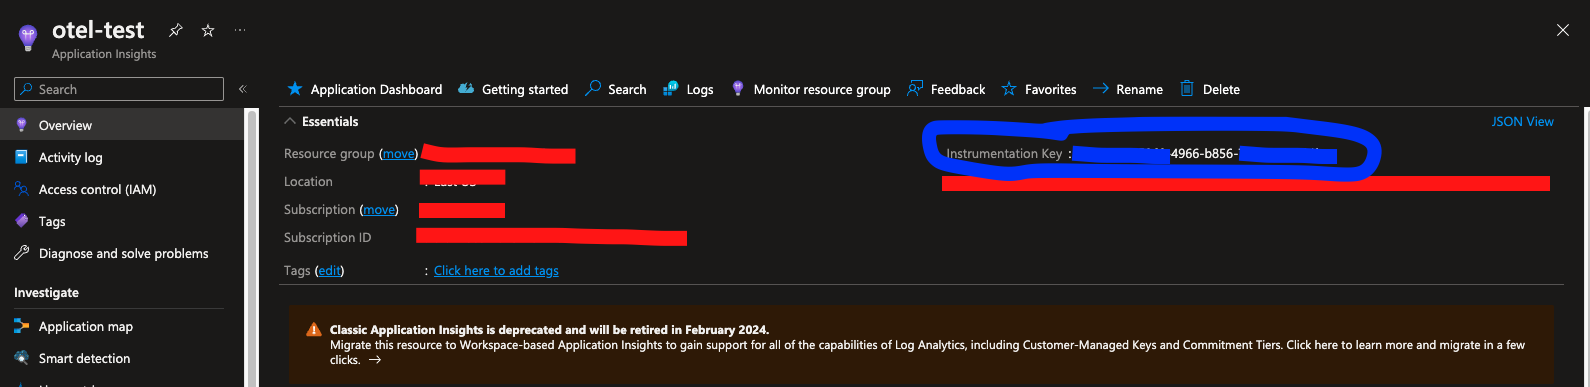 otel-test
Application Insights
Search
Overview
Activity log
Access control (IAM)
Tags
Diagnose and solve problems
Investigate
Application map
Smart detection
Application Dashboard Getting started Search Logs Monitor resource group Feedback Favorites Rename Delete
Essentials
JSON View
Resource group (move)
Location :
Subscription (move)
Subscription ID
Tags (edit) : Click here to add tags
Instrumentation Key : -4966-b856-
Classic Application Insights is deprecated and will be retired in February 2024.
Migrate this resource to Workspace-based Application Insights to gain support for all of the capabilities of Log Analytics, including Customer-Managed Keys and Commitment Tiers. Click here to learn more and migrate in a few
clicks. →